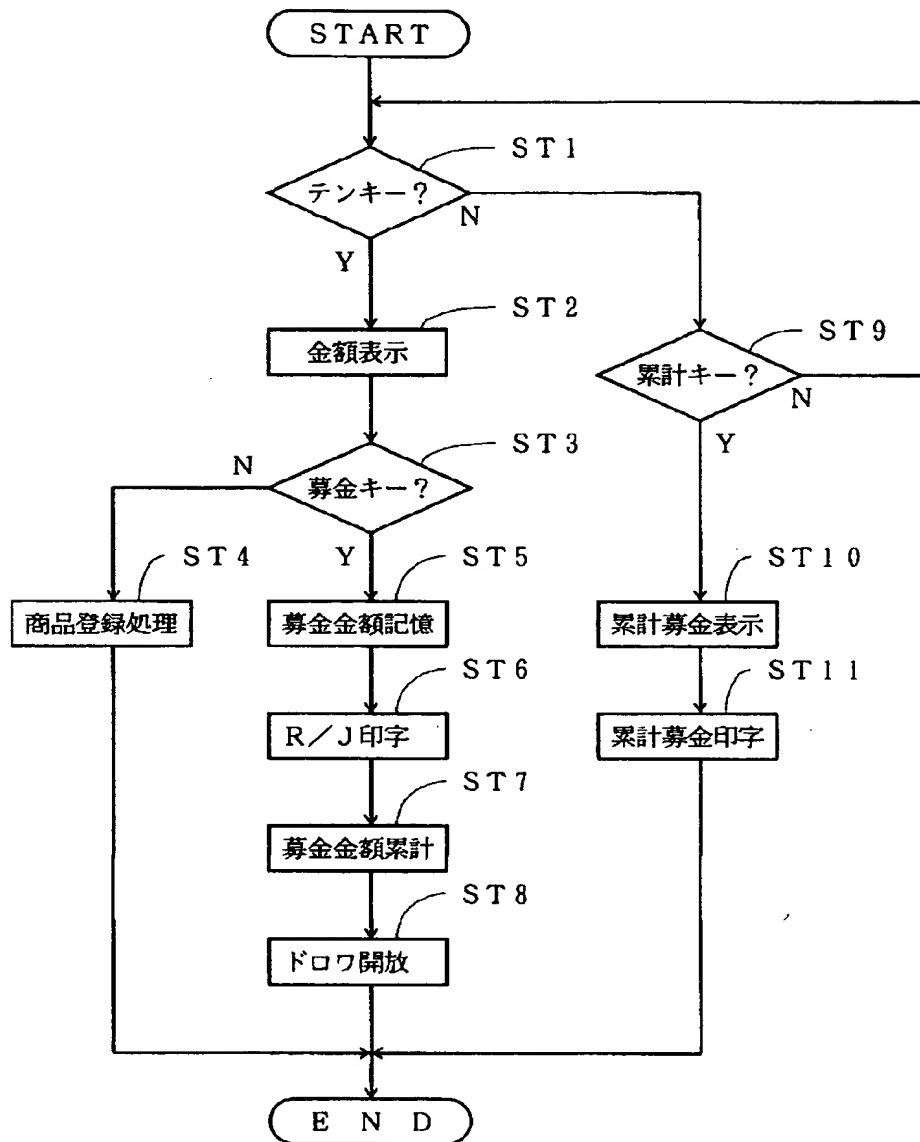 START
ST1
テンキー?
N
Y
ST2
金額表示
ST9
累計キー?
N
Y
ST3
募金キー?
N
Y
ST4
商品登録処理
ST5
募金金額記憶
ST10
累計募金表示
ST6
R/J印字
ST11
累計募金印字
ST7
募金金額累計
ST8
ドロワ開放
END